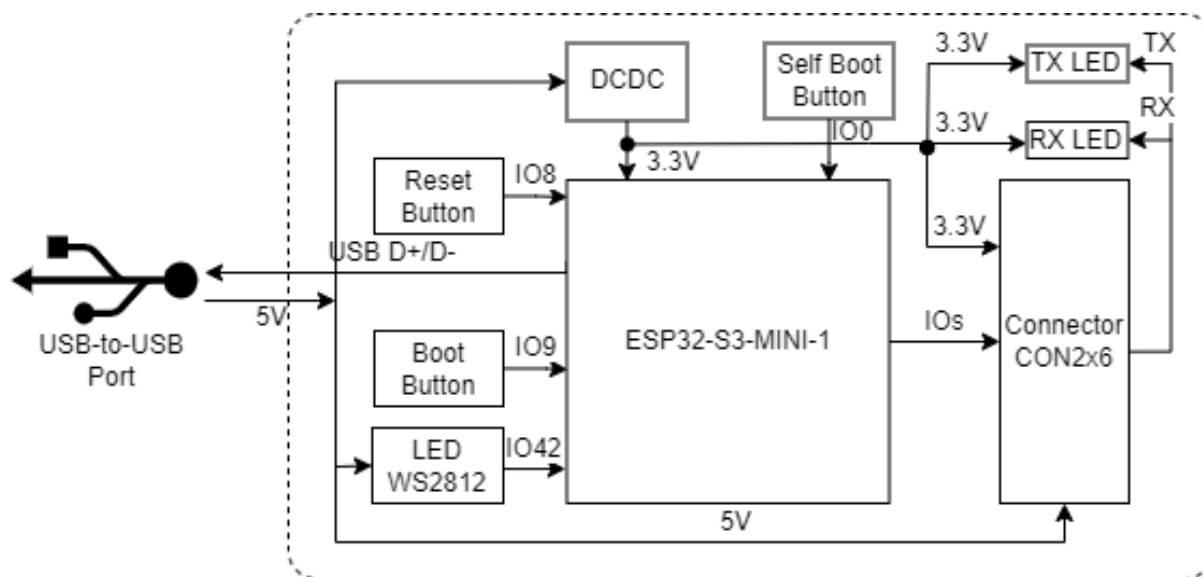 DCDC
Self Boot
Button
3.3V
TX LED
TX
RX
IO0
3.3V
RX LED
3.3V
Reset
Button
IO8
3.3V
USB D+/D-
5V
USB-to-USB
Port
Boot
Button
IO9
ESP32-S3-MINI-1
IOs
Connector
CON2x6
LED
WS2812
IO42
5V